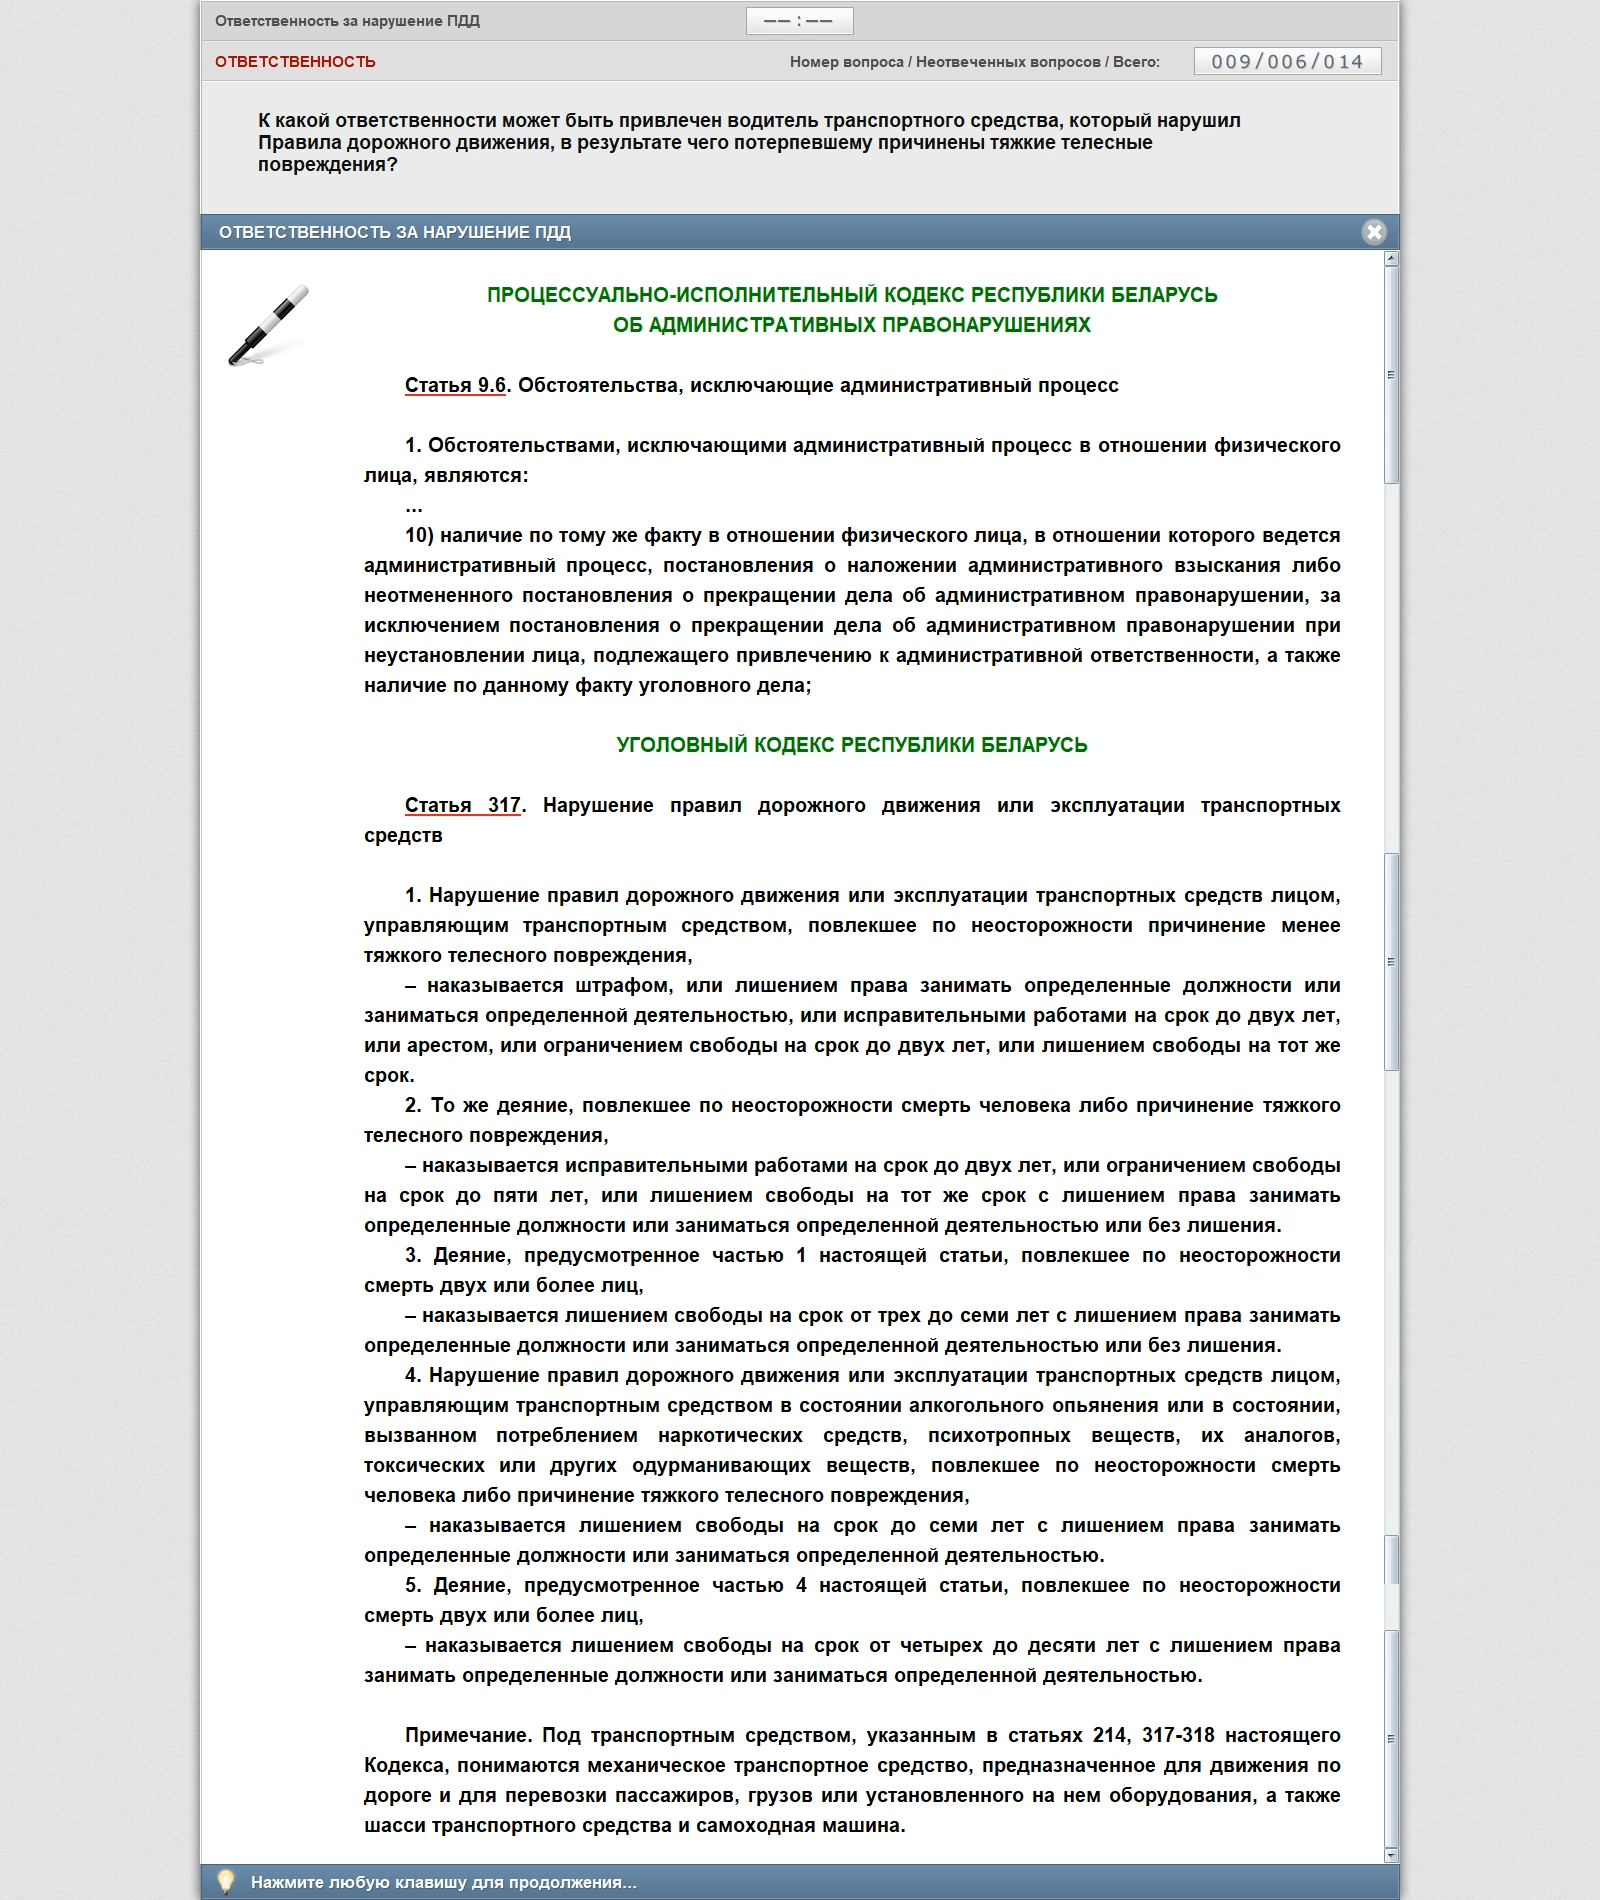 Ответственность за нарушение ПДД
––:––
ОТВЕТСТВЕННОСТЬ
Номер вопроса / Неотвеченных вопросов / Всего:
009/006/014
К какой ответственности может быть привлечен водитель транспортного средства, который нарушил
Правила дорожного движения, в результате чего потерпевшему причинены тяжкие телесные
повреждения?
ОТВЕТСТВЕННОСТЬ ЗА НАРУШЕНИЕ ПДД
ПРОЦЕССУАЛЬНО-ИСПОЛНИТЕЛЬНЫЙ КОДЕКС РЕСПУБЛИКИ БЕЛАРУСЬ
ОБ АДМИНИСТРАТИВНЫХ ПРАВОНАРУШЕНИЯХ
Статья 9.6. Обстоятельства, исключающие административный процесс
1. Обстоятельствами, исключающими административный процесс в отношении физического
лица, являются:
...
10) наличие по тому же факту в отношении физического лица, в отношении которого ведется
административный процесс, постановления о наложении административного взыскания либо
неотмененного постановления о прекращении дела об административном правонарушении, за
исключением постановления о прекращении дела об административном правонарушении при
неустановлении лица, подлежащего привлечению к административной ответственности, а также
наличие по данному факту уголовного дела;
УГОЛОВНЫЙ КОДЕКС РЕСПУБЛИКИ БЕЛАРУСЬ
Статья 317. Нарушение правил дорожного движения или эксплуатации транспортных
средств
1. Нарушение правил дорожного движения или эксплуатации транспортных средств лицом,
управляющим транспортным средством, повлекшее по неосторожности причинение менее
тяжкого телесного повреждения,
– наказывается штрафом, или лишением права занимать определенные должности или
заниматься определенной деятельностью, или исправительными работами на срок до двух лет,
или арестом, или ограничением свободы на срок до двух лет, или лишением свободы на тот же
срок.
2. То же деяние, повлекшее по неосторожности смерть человека либо причинение тяжкого
телесного повреждения,
– наказывается исправительными работами на срок до двух лет, или ограничением свободы
на срок до пяти лет, или лишением свободы на тот же срок с лишением права занимать
определенные должности или заниматься определенной деятельностью или без лишения.
3. Деяние, предусмотренное частью 1 настоящей статьи, повлекшее по неосторожности
смерть двух или более лиц,
– наказывается лишением свободы на срок от трех до семи лет с лишением права занимать
определенные должности или заниматься определенной деятельностью или без лишения.
4. Нарушение правил дорожного движения или эксплуатации транспортных средств лицом,
управляющим транспортным средством в состоянии алкогольного опьянения или в состоянии,
вызванном потреблением наркотических средств, психотропных веществ, их аналогов,
токсических или других одурманивающих веществ, повлекшее по неосторожности смерть
человека либо причинение тяжкого телесного повреждения,
– наказывается лишением свободы на срок до семи лет с лишением права занимать
определенные должности или заниматься определенной деятельностью.
5. Деяние, предусмотренное частью 4 настоящей статьи, повлекшее по неосторожности
смерть двух или более лиц,
– наказывается лишением свободы на срок от четырех до десяти лет с лишением права
занимать определенные должности или заниматься определенной деятельностью.
Примечание. Под транспортным средством, указанным в статьях 214, 317-318 настоящего
Кодекса, понимаются механическое транспортное средство, предназначенное для движения по
дороге и для перевозки пассажиров, грузов или установленного на нем оборудования, а также
шасси транспортного средства и самоходная машина.
Нажмите любую клавишу для продолжения...